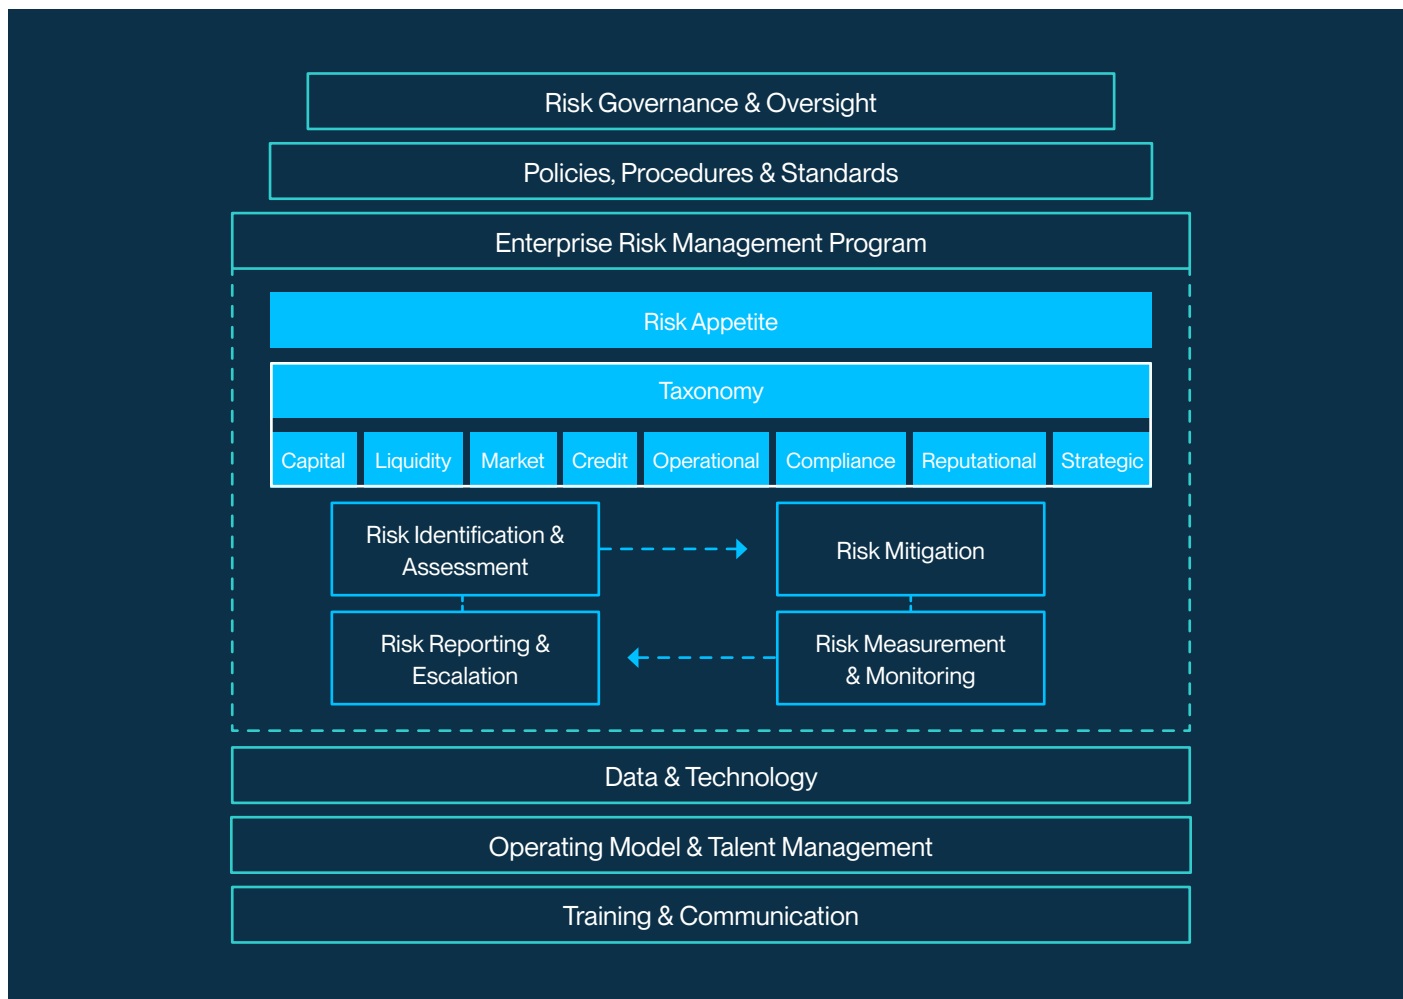 Risk Governance & Oversight
Policies, Procedures & Standards
Enterprise Risk Management Program
Risk Appetite
Taxonomy
Capital
Liquidity
Market
Credit
Operational
Compliance
Reputational
Strategic
Risk Identification &
Assessment
Risk Mitigation
Risk Reporting &
Escalation
Risk Measurement
& Monitoring
Data & Technology
Operating Model & Talent Management
Training & Communication